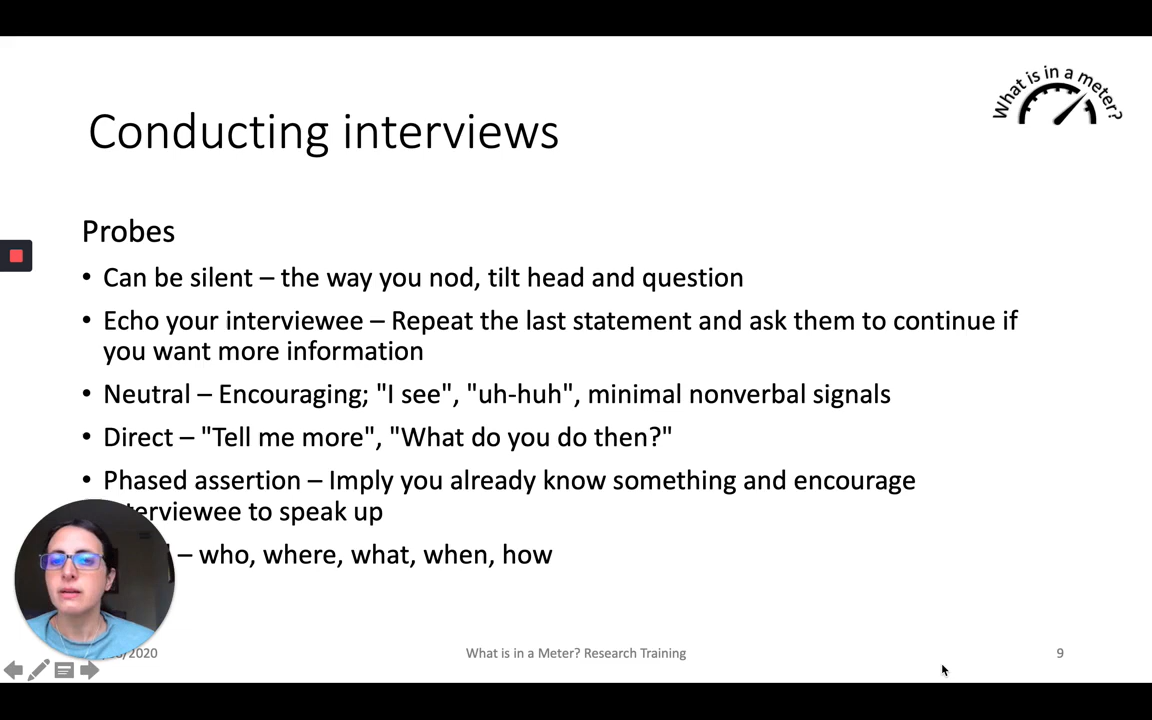 What is in a meter?
Conducting interviews
Probes
• Can be silent – the way you nod, tilt head and question
• Echo your interviewee – Repeat the last statement and ask them to continue if
you want more information
• Neutral – Encouraging; "I see", "uh-huh", minimal nonverbal signals
• Direct – "Tell me more", "What do you do then?"
• Phased assertion – Imply you already know something and encourage
to speak up
– who, where, what, when, how
What is in a Meter? Research Training
9